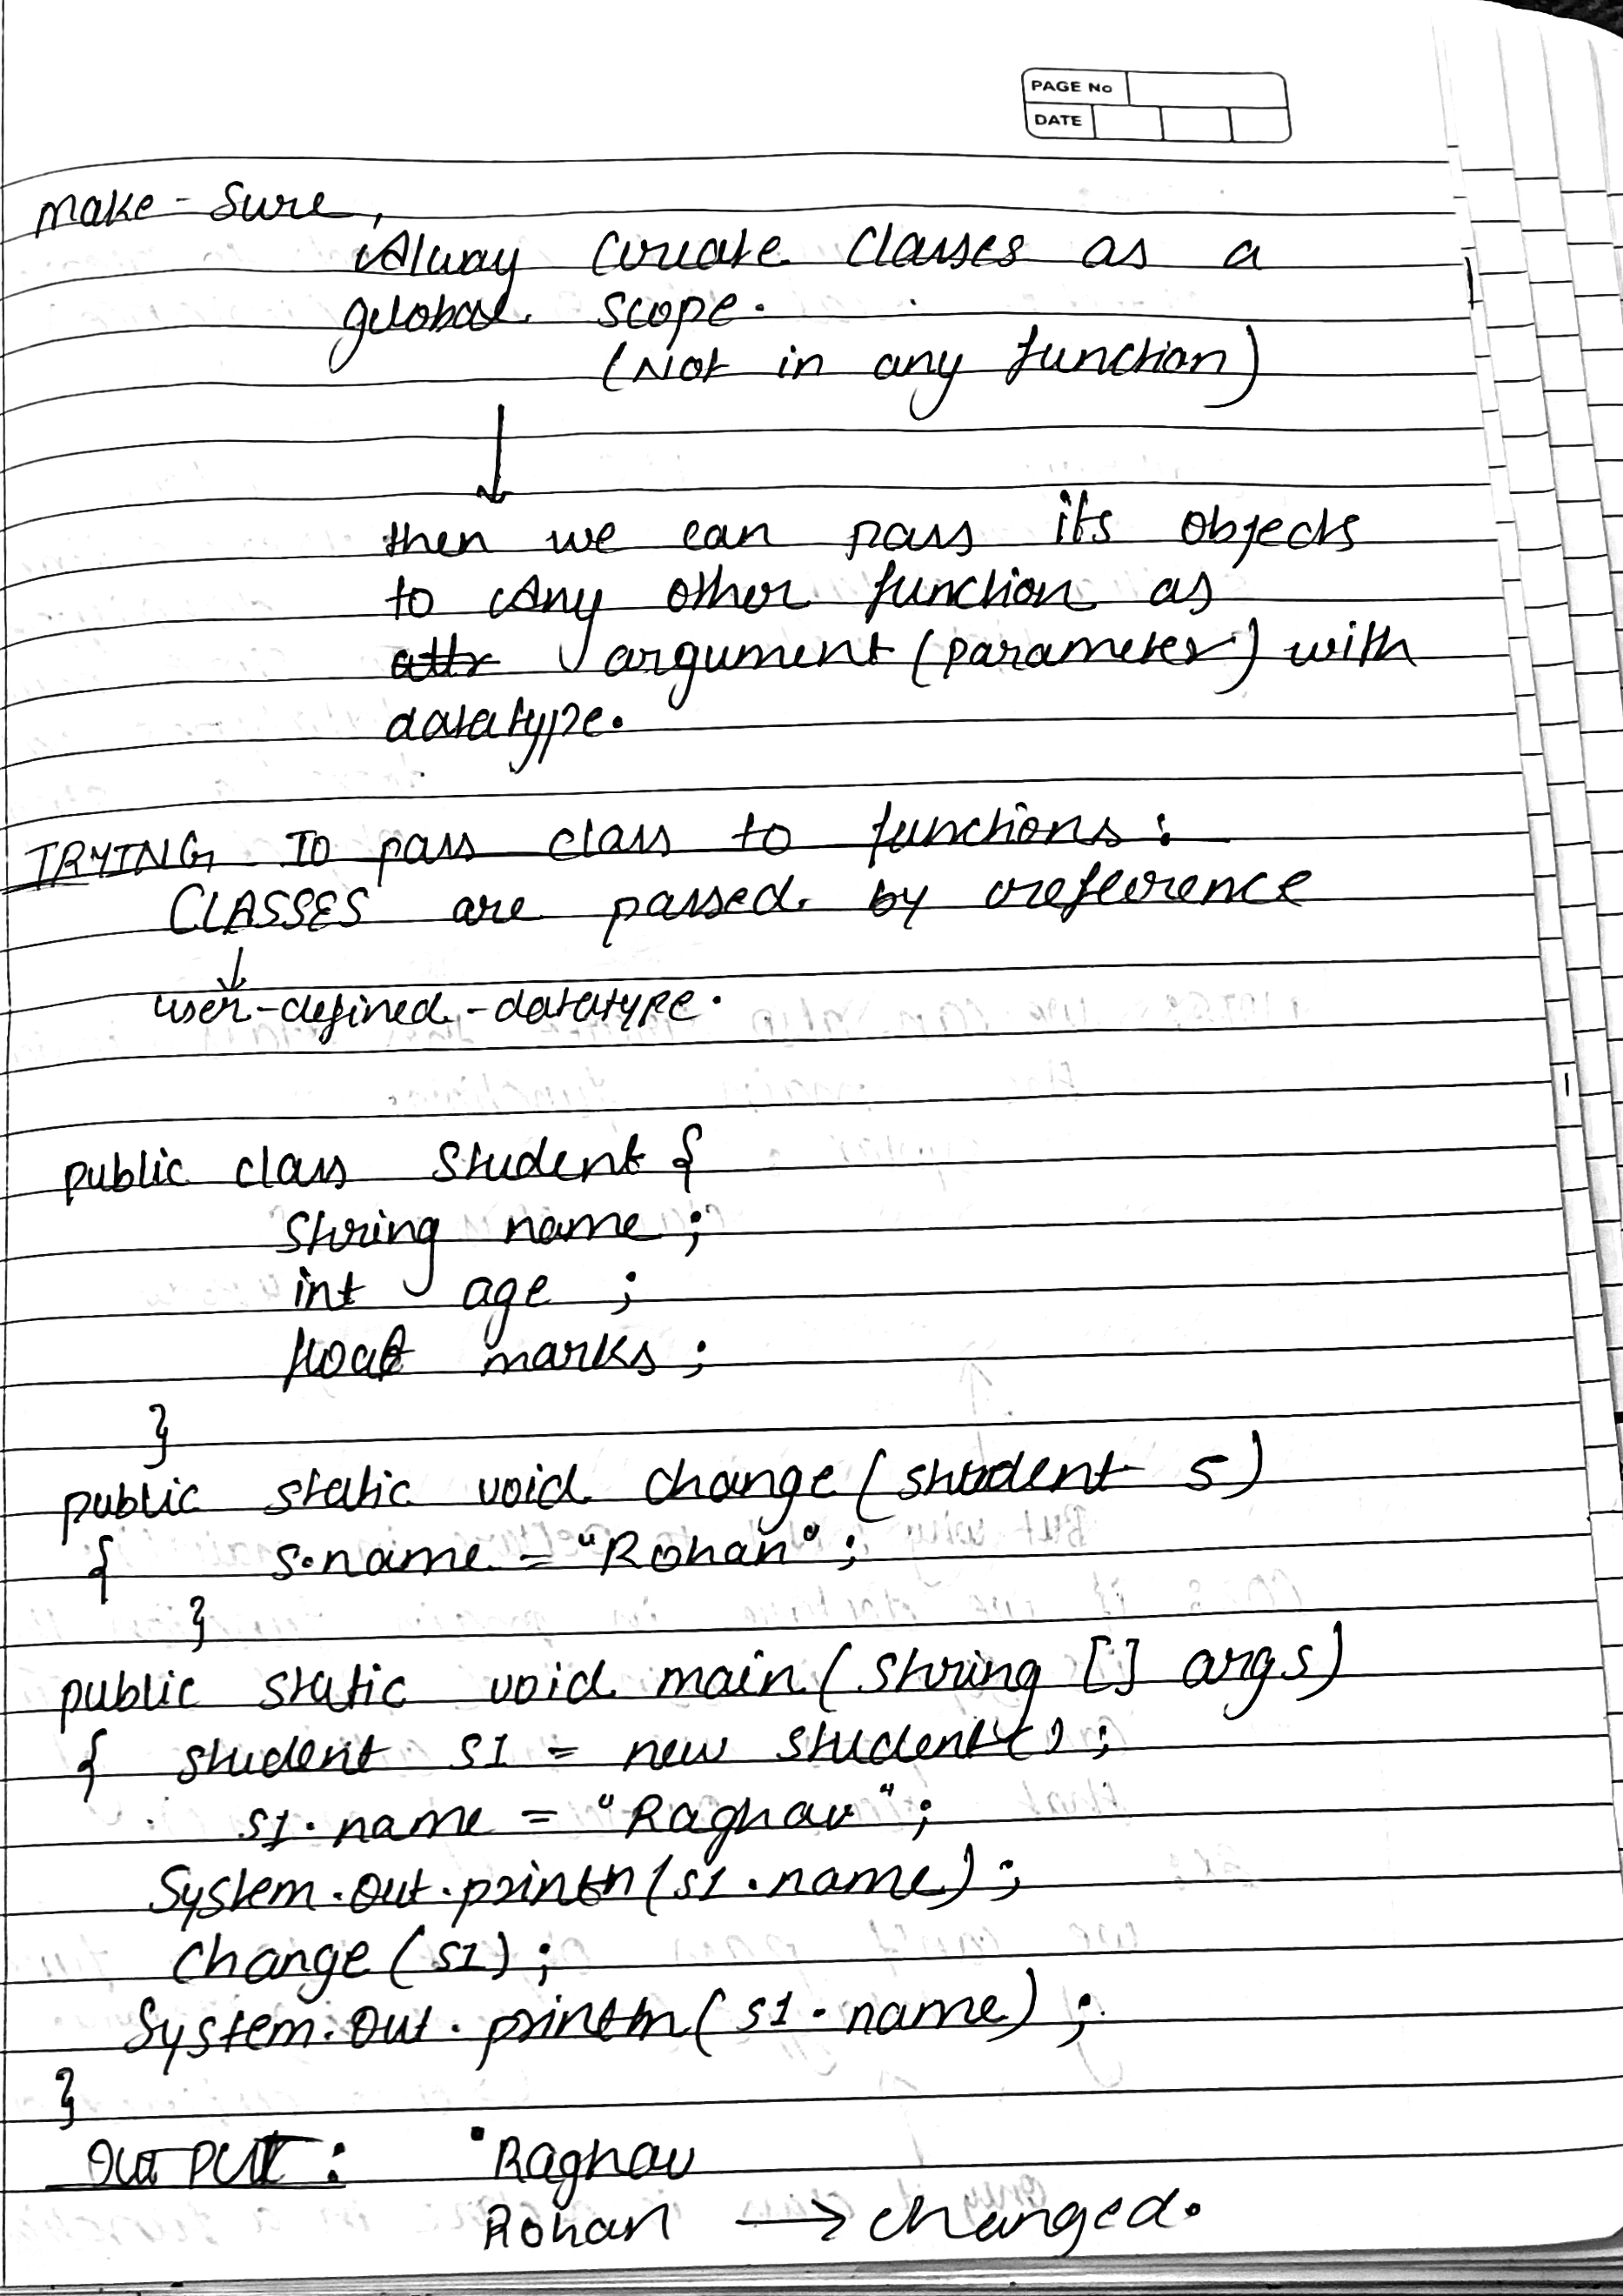 PAGE No
DATE
make-sure,
Alway create classes as a
global scope.
(Not in any function)
then we can pass its objects
to any other function as
attr argument (parameter) with
datatype.
TRYING TO pass class to functions:
CLASSES are passed by reference
user-defined-datatype.
public class Student {
String name ;
int age ;
float marks ;
}
public static void change (student s)
{ s.name = "Rohan" ;
}
public static void main (string [] args)
{ student s1 = new student() ;
s1.name = "Raghav" ;
System.out.println (s1.name) ;
change (s1) ;
System.out.println (s1.name) ;
}
OUTPUT : Raghav
Rohan → changed.